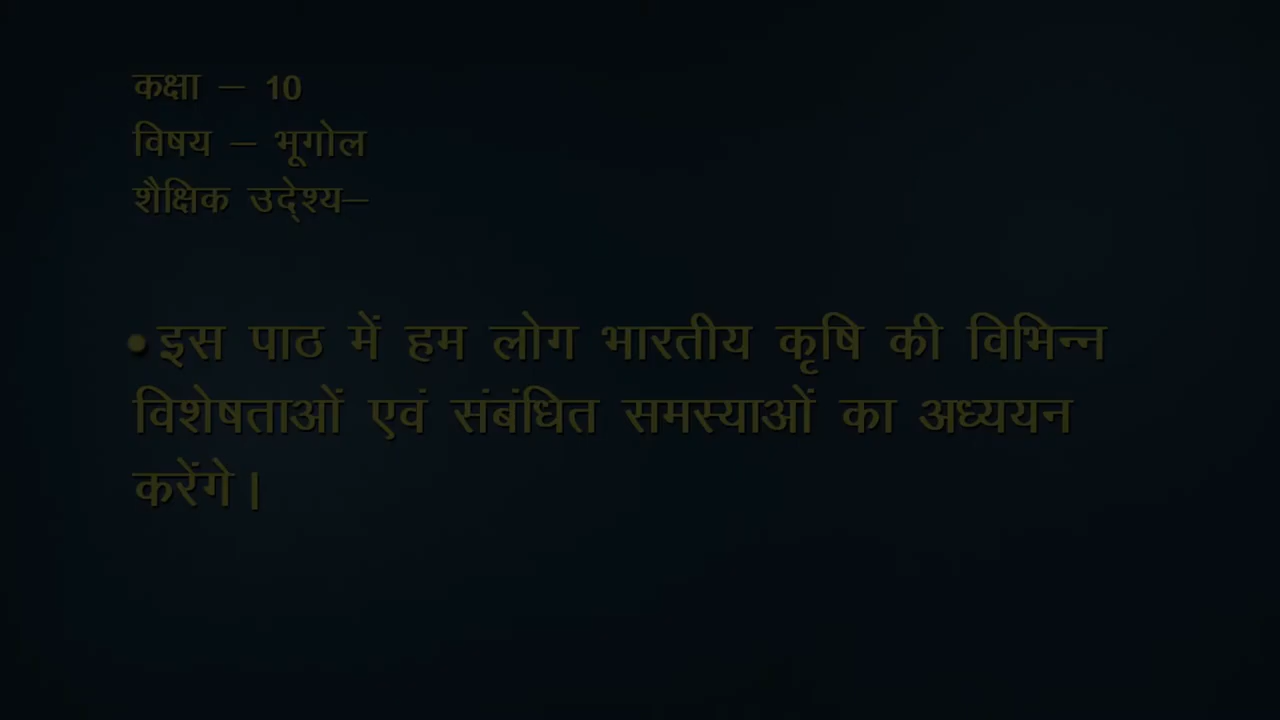 कक्षा – 10
विषय – भूगोल
शैक्षिक उद्देश्य–
• इस पाठ में हम लोग भारतीय कृषि की विभिन्न
विशेषताओं एवं संबंधित समस्याओं का अध्ययन
करेंगे।